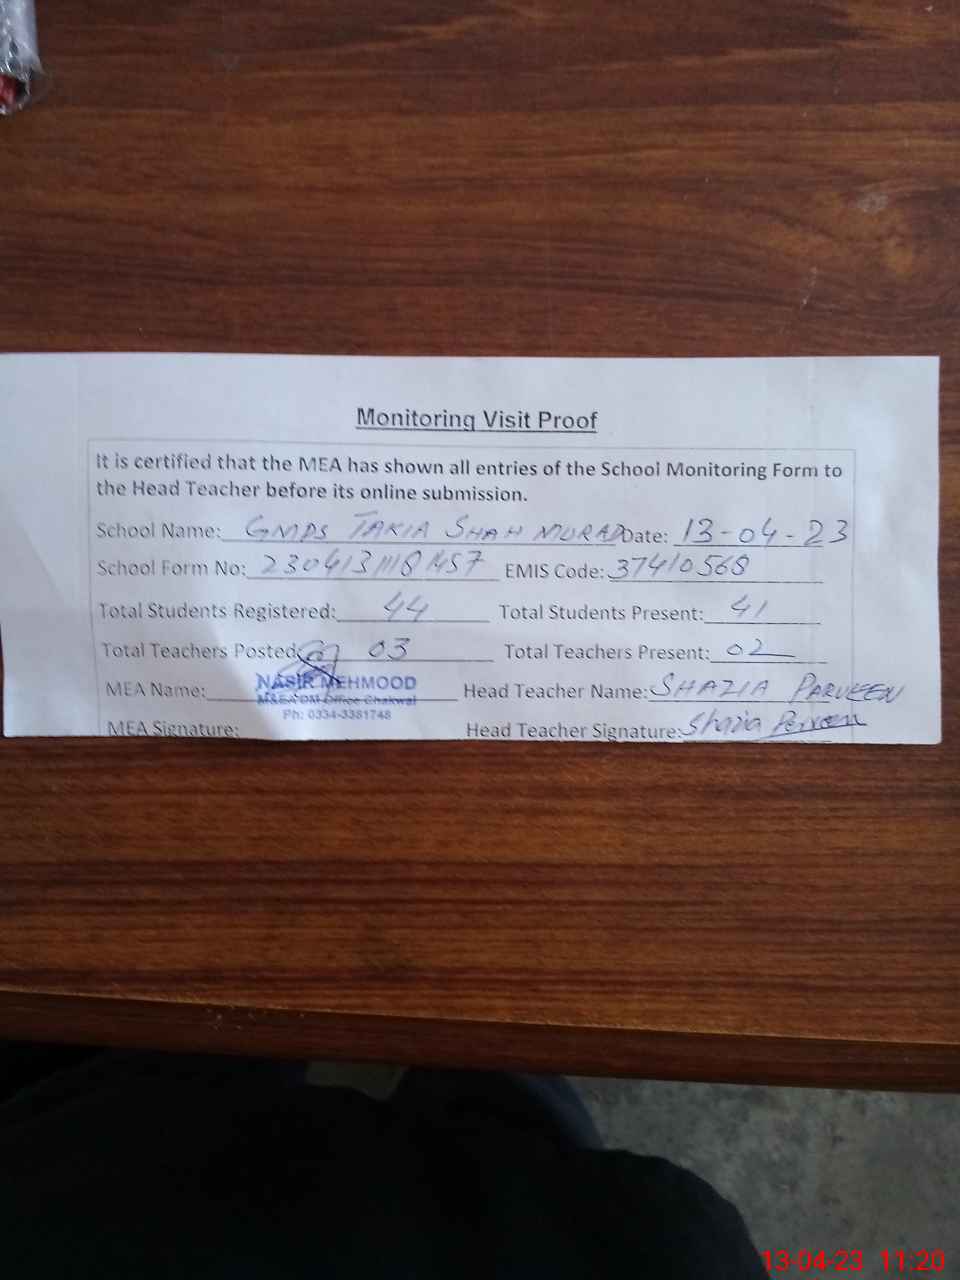 Monitoring Visit Proof
It is certified that the MEA has shown all entries of the School Monitoring Form to
the Head Teacher before its online submission.
School Name: GMPS TAKIA SHAH MURAD Date: 13-04-23
School Form No: EMIS Code: 37410568
Total Students Registered: 44 Total Students Present: 41
Total Teachers Posted: 03 Total Teachers Present: 02
MEA Name: NASIR MEHMOOD Head Teacher Name: SHAZIA PARVEEN
M&EA DM Office Chakwal
Ph: 0334-3381748
MEA Signature: Head Teacher Signature: Shazia Parveen
13-04-23 11:20